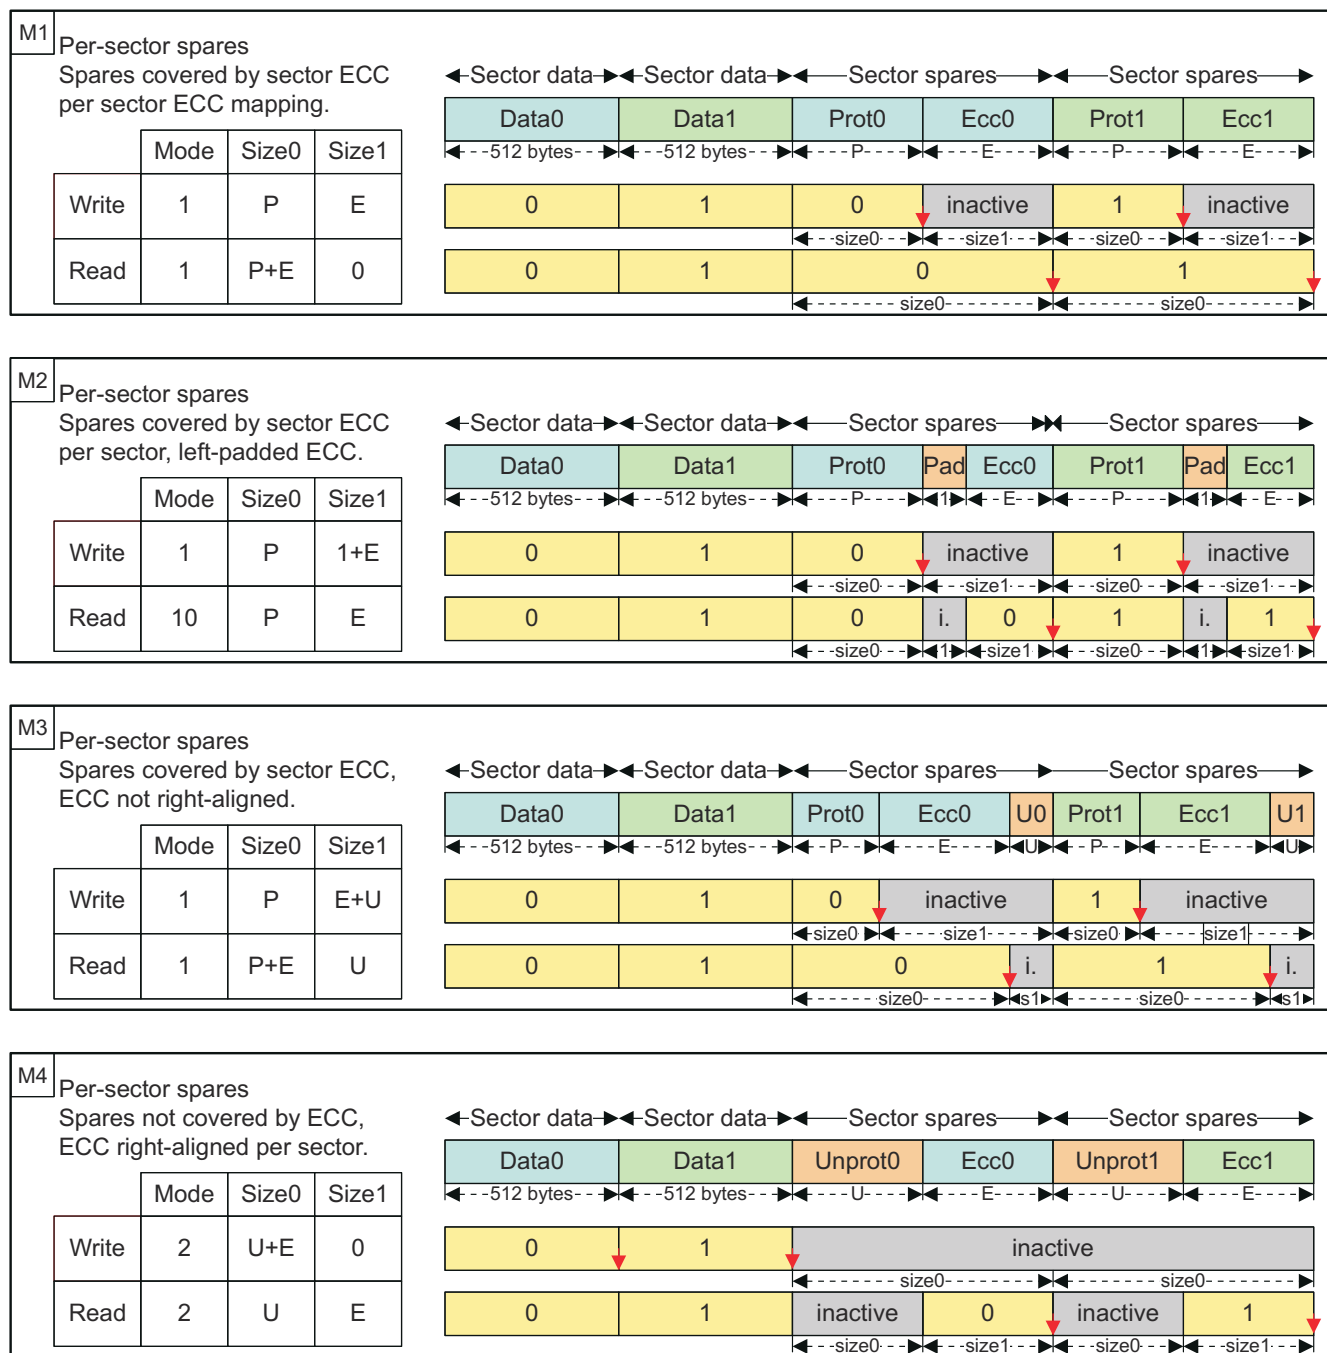 M1
Per-sector spares
Spares covered by sector ECC
per sector ECC mapping.
Sector data Sector data Sector spares Sector spares
Data0 Data1 Prot0 Ecc0 Prot1 Ecc1
512 bytes 512 bytes P E P E
Mode Size0 Size1
Write 1 P E
0 1 0 inactive 1 inactive
size0 size1 size0 size1
Read 1 P+E 0
0 1 0 1
size0 size0
M2
Per-sector spares
Spares covered by sector ECC
per sector, left-padded ECC.
Sector data Sector data Sector spares Sector spares
Data0 Data1 Prot0 Pad Ecc0 Prot1 Pad Ecc1
512 bytes 512 bytes P 1 E P 1 E
Mode Size0 Size1
Write 1 P 1+E
0 1 0 inactive 1 inactive
size0 size1 size0 size1
Read 10 P E
0 1 0 i. 0 1 i. 1
size0 1 size1 size0 1 size1
M3
Per-sector spares
Spares covered by sector ECC,
ECC not right-aligned.
Sector data Sector data Sector spares Sector spares
Data0 Data1 Prot0 Ecc0 U0 Prot1 Ecc1 U1
512 bytes 512 bytes P E U P E U
Mode Size0 Size1
Write 1 P E+U
0 1 0 inactive 1 inactive
size0 size1 size0 size1
Read 1 P+E U
0 1 0 i. 1 i.
size0 s1 size0 s1
M4
Per-sector spares
Spares not covered by ECC,
ECC right-aligned per sector.
Sector data Sector data Sector spares Sector spares
Data0 Data1 Unprot0 Ecc0 Unprot1 Ecc1
512 bytes 512 bytes U E U E
Mode Size0 Size1
Write 2 U+E 0
0 1 inactive
size0 size0
Read 2 U E
0 1 inactive 0 inactive 1
size0 size1 size0 size1